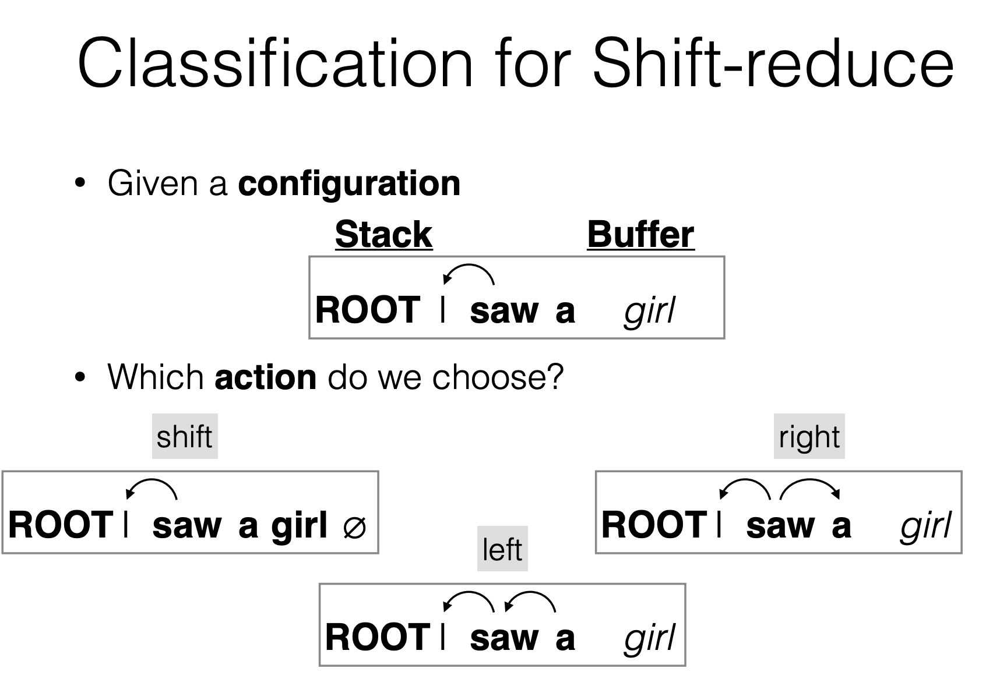 Classification for Shift-reduce
• Given a configuration
Stack Buffer
ROOT I saw a girl
• Which action do we choose?
shift right
ROOT I saw a girl ∅ ROOT I saw a girl
left
ROOT I saw a girl